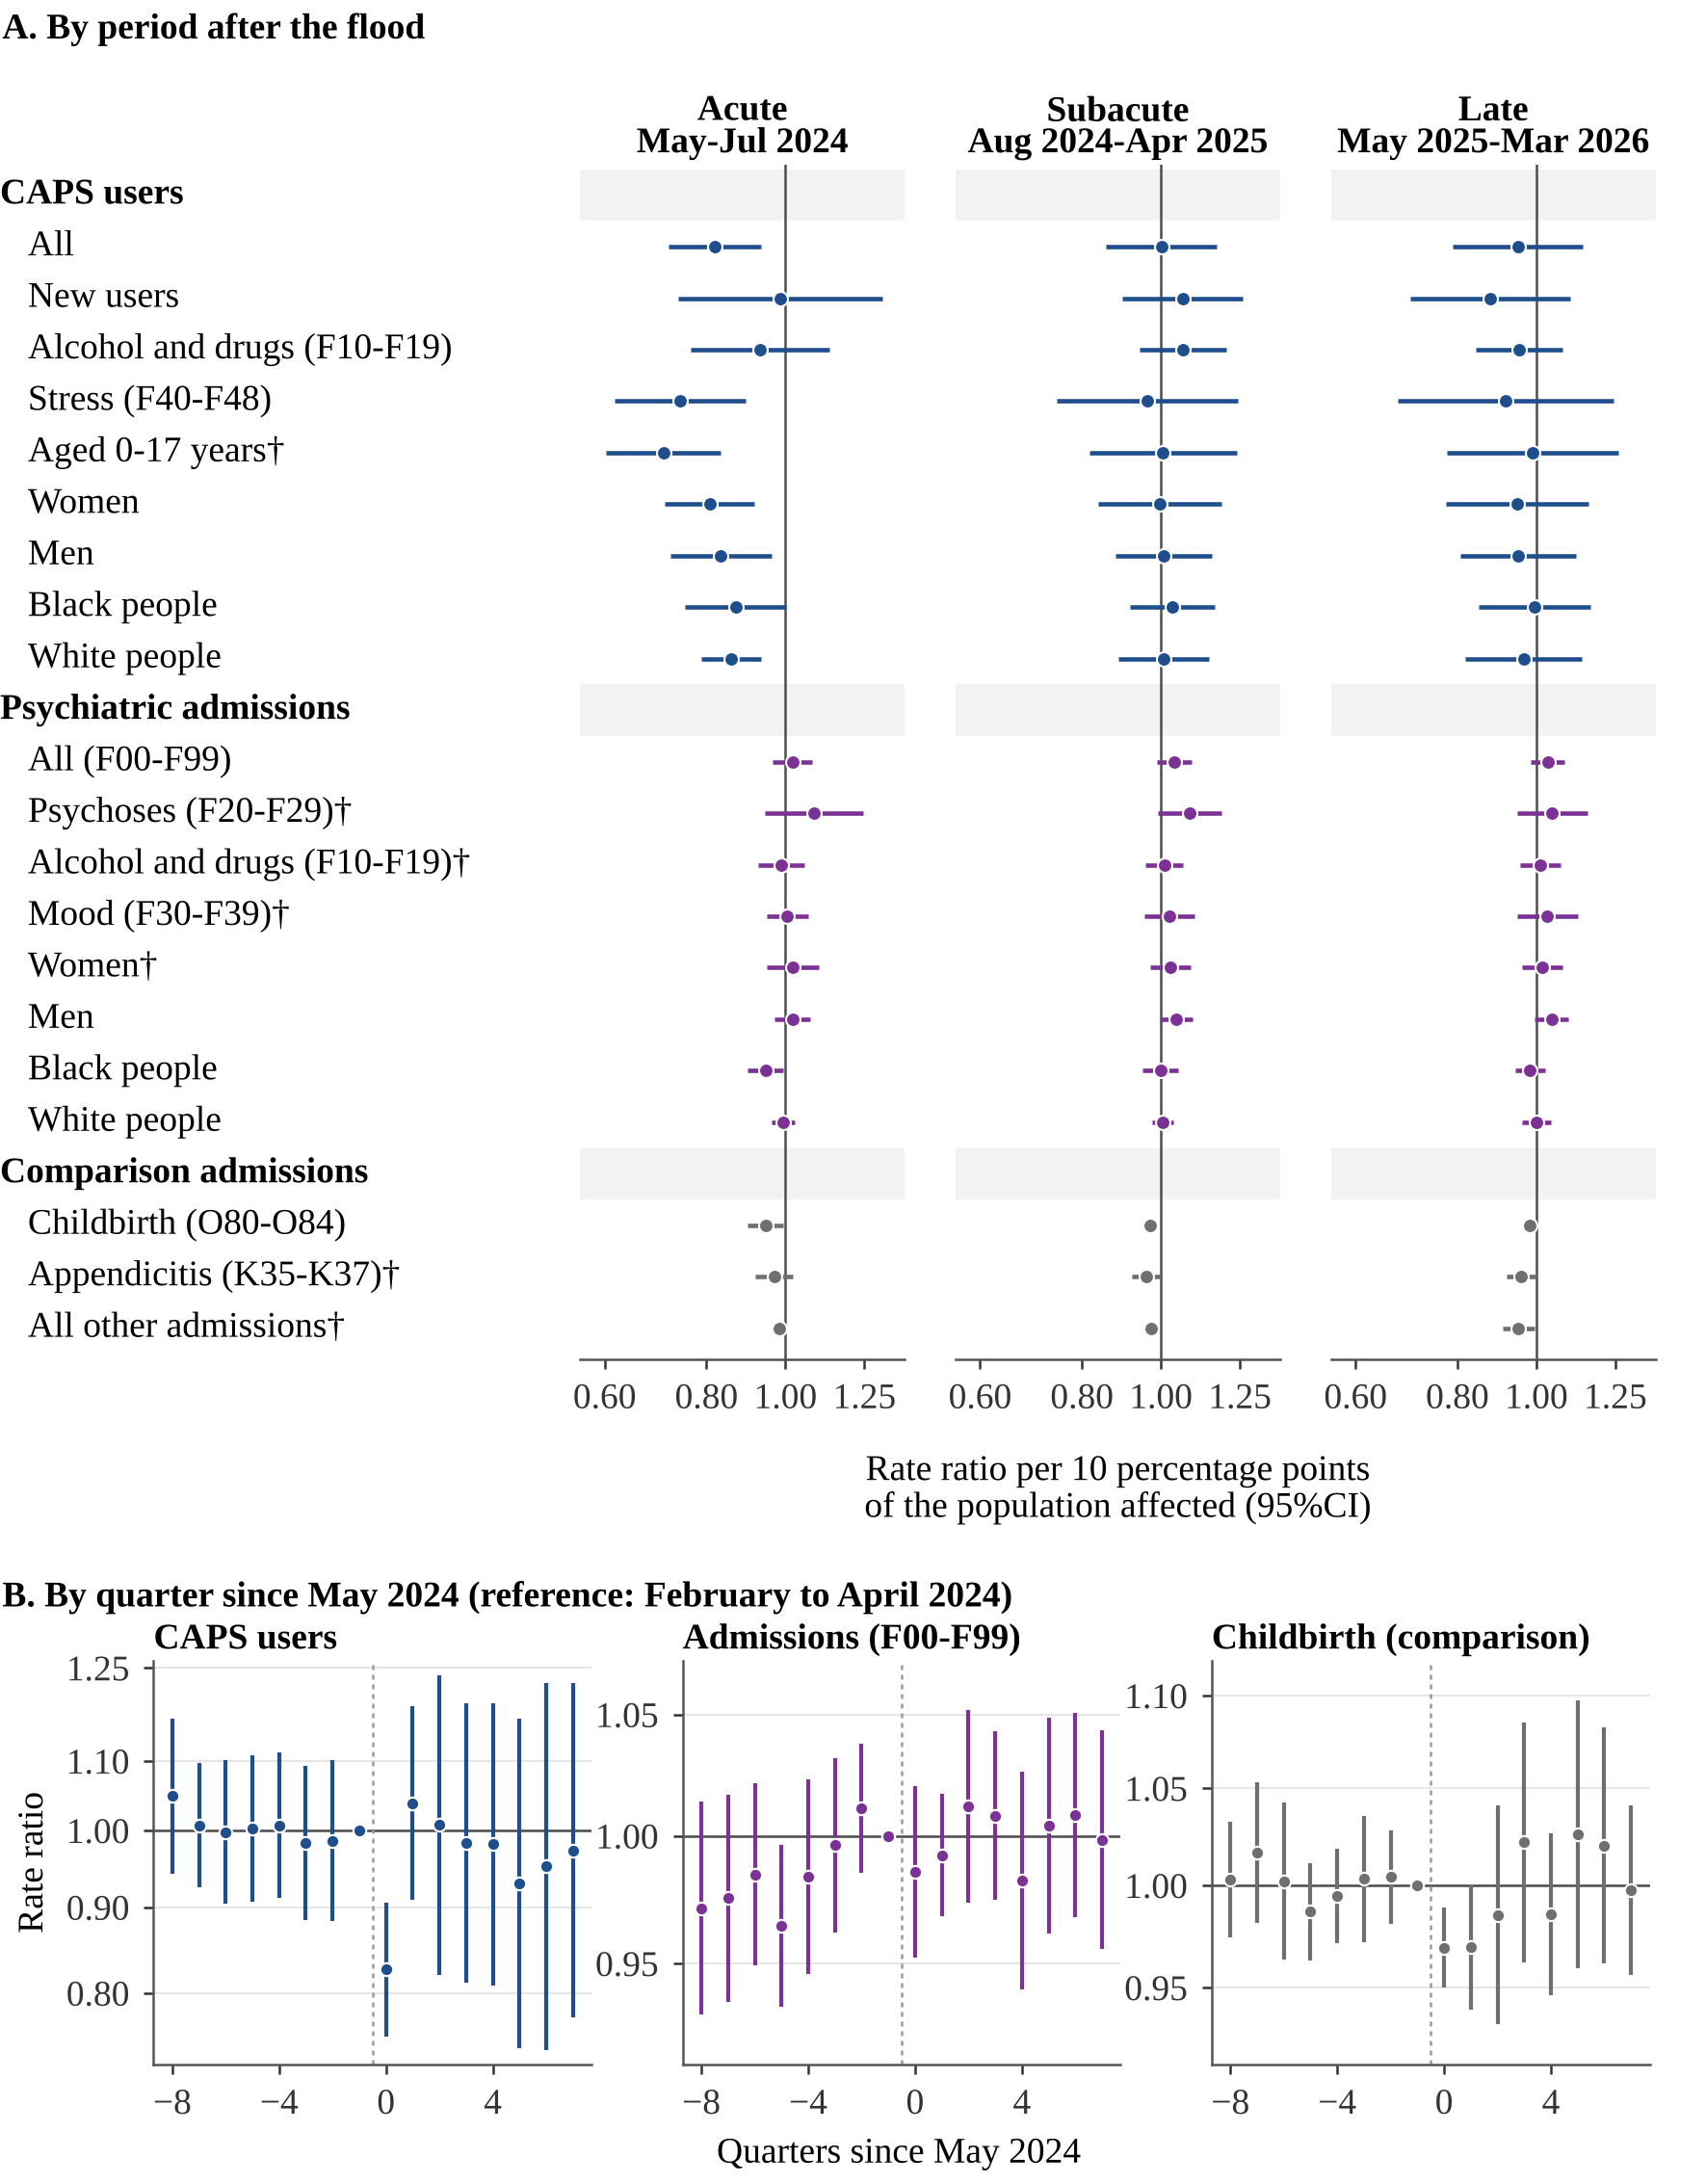 A. By period after the flood
Acute
May-Jul 2024
Subacute
Aug 2024-Apr 2025
Late
May 2025-Mar 2026
CAPS users
All
New users
Alcohol and drugs (F10-F19)
Stress (F40-F48)
Aged 0-17 years†
Women
Men
Black people
White people
Psychiatric admissions
All (F00-F99)
Psychoses (F20-F29)†
Alcohol and drugs (F10-F19)†
Mood (F30-F39)†
Women†
Men
Black people
White people
Comparison admissions
Childbirth (O80-O84)
Appendicitis (K35-K37)†
All other admissions†
0.60 0.80 1.00 1.25
0.60 0.80 1.00 1.25
0.60 0.80 1.00 1.25
Rate ratio per 10 percentage points
of the population affected (95%CI)
B. By quarter since May 2024 (reference: February to April 2024)
CAPS users
Rate ratio
1.25
1.10
1.00
0.90
0.80
−8 −4 0 4
Admissions (F00-F99)
1.05
1.00
0.95
−8 −4 0 4
Childbirth (comparison)
1.10
1.05
1.00
0.95
−8 −4 0 4
Quarters since May 2024